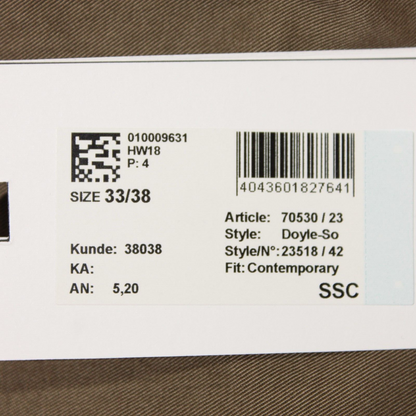 010009631
HW18
P: 4
4043601827641
SIZE 33/38
Article: 70530 / 23
Style: Doyle-So
Kunde: 38038
Style/N°: 23518 / 42
KA:
Fit: Contemporary
AN: 5,20
SSC